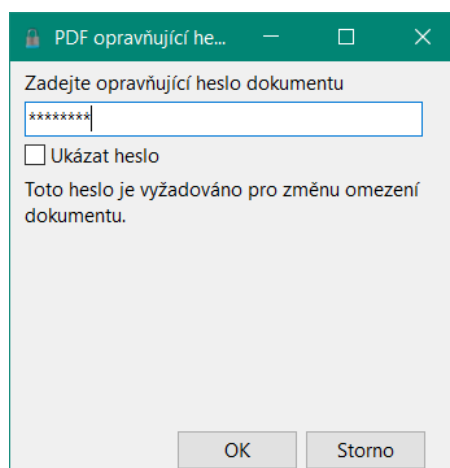 PDF opravňující he...
Zadejte opravňující heslo dokumentu
********
Ukázat heslo
Toto heslo je vyžadováno pro změnu omezení
dokumentu.
OK Storno